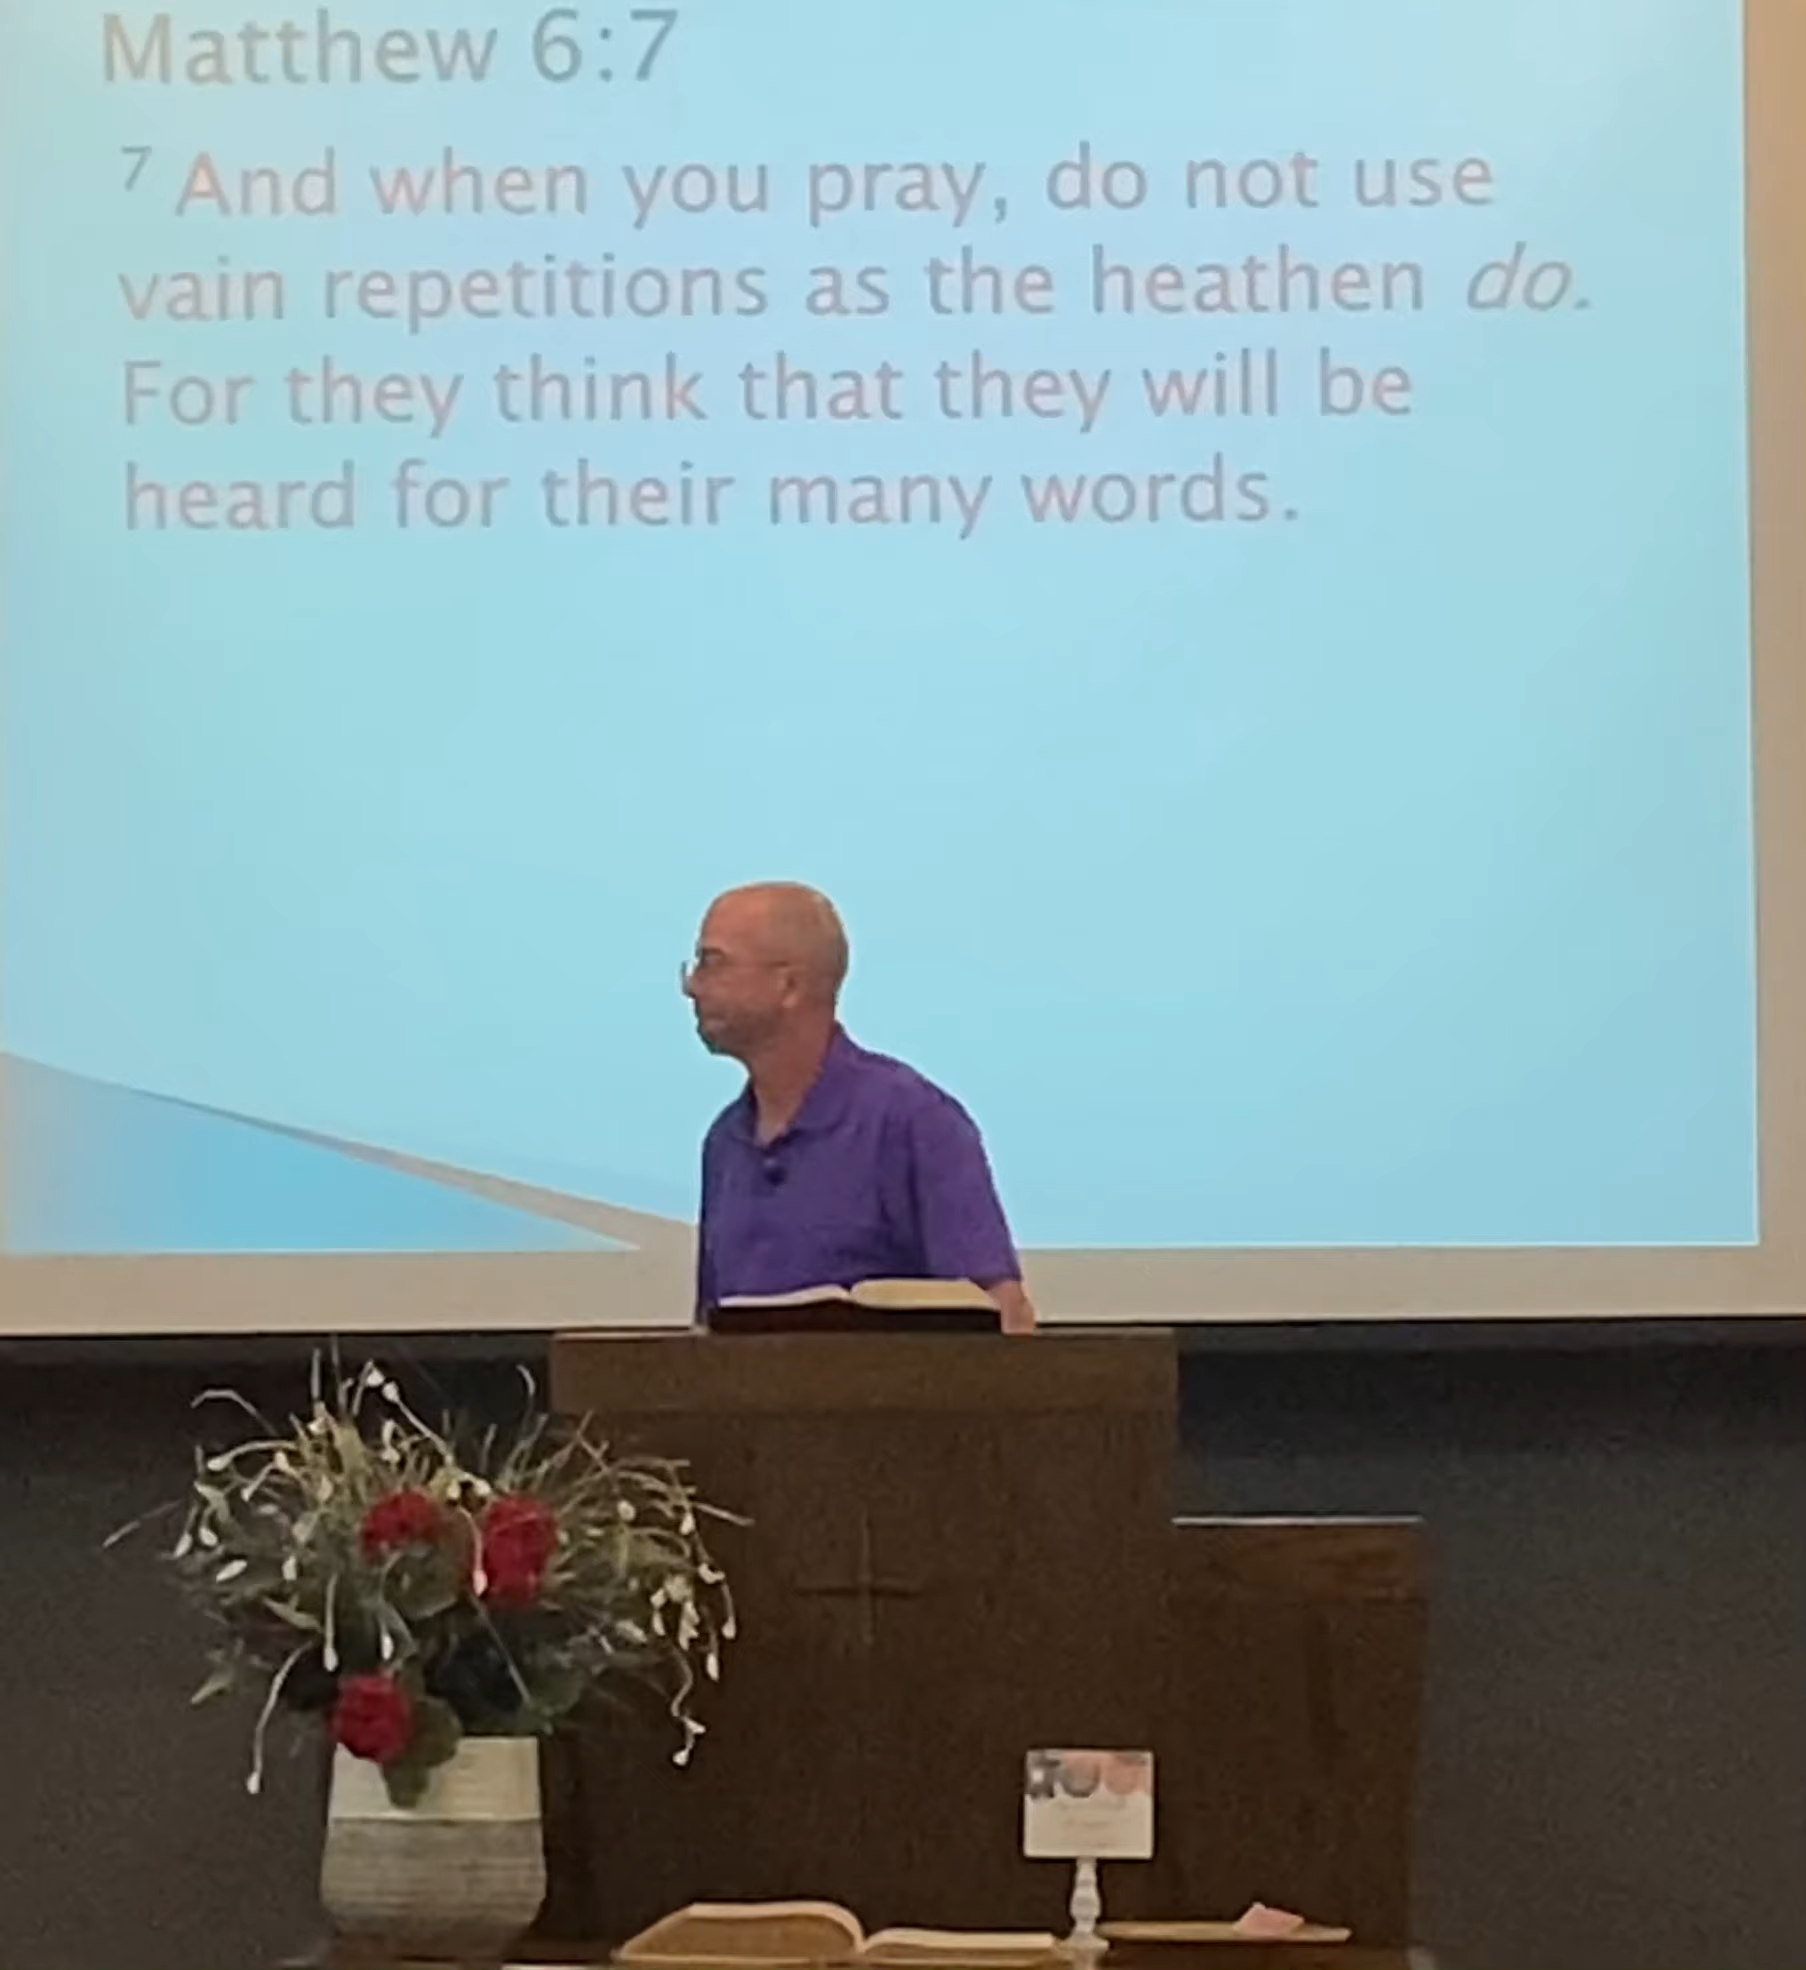 Matthew 6:7
7 And when you pray, do not use
vain repetitions as the heathen do.
For they think that they will be
heard for their many words.